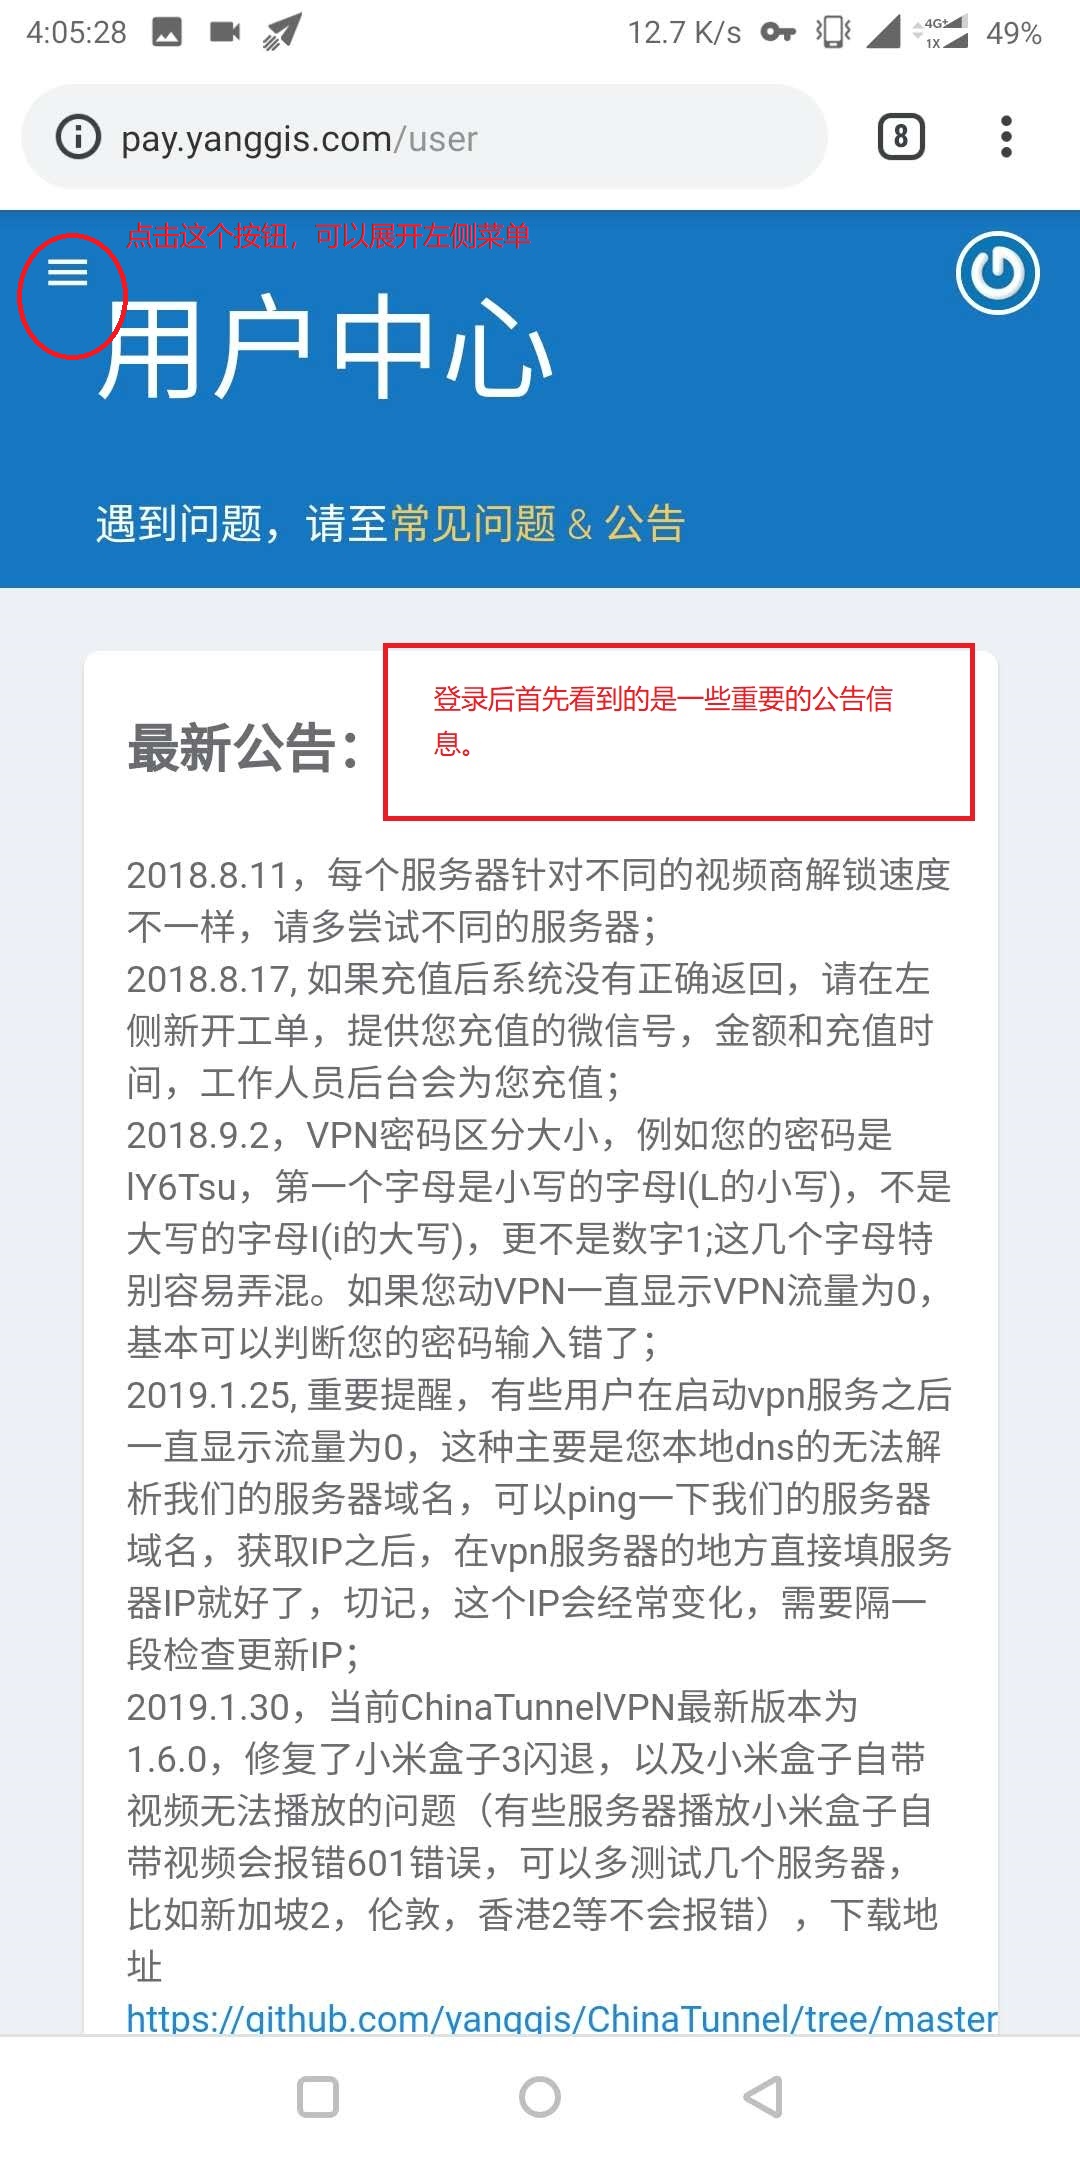 4:05:28 12.7 K/s 4G+ 1X 49%
pay.yanggis.com/user 8
点击这个按钮，可以展开左侧菜单
用户中心
遇到问题，请至常见问题 & 公告
登录后首先看到的是一些重要的公告信
息。
最新公告：
2018.8.11，每个服务器针对不同的视频商解锁速度
不一样，请多尝试不同的服务器；
2018.8.17, 如果充值后系统没有正确返回，请在左
侧新开工单，提供您充值的微信号，金额和充值时
间，工作人员后台会为您充值；
2018.9.2，VPN密码区分大小，例如您的密码是
lY6Tsu，第一个字母是小写的字母l(L的小写)，不是
大写的字母I(i的大写)，更不是数字1;这几个字母特
别容易弄混。如果您动VPN一直显示VPN流量为0，
基本可以判断您的密码输入错了；
2019.1.25, 重要提醒，有些用户在启动vpn服务之后
一直显示流量为0，这种主要是您本地dns的无法解
析我们的服务器域名，可以ping一下我们的服务器
域名，获取IP之后，在vpn服务器的地方直接填服务
器IP就好了，切记，这个IP会经常变化，需要隔一
段检查更新IP；
2019.1.30，当前ChinaTunnelVPN最新版本为
1.6.0，修复了小米盒子3闪退，以及小米盒子自带
视频无法播放的问题（有些服务器播放小米盒子自
带视频会报错601错误，可以多测试几个服务器，
比如新加坡2，伦敦，香港2等不会报错），下载地
址
https://github.com/yanggis/ChinaTunnel/tree/master